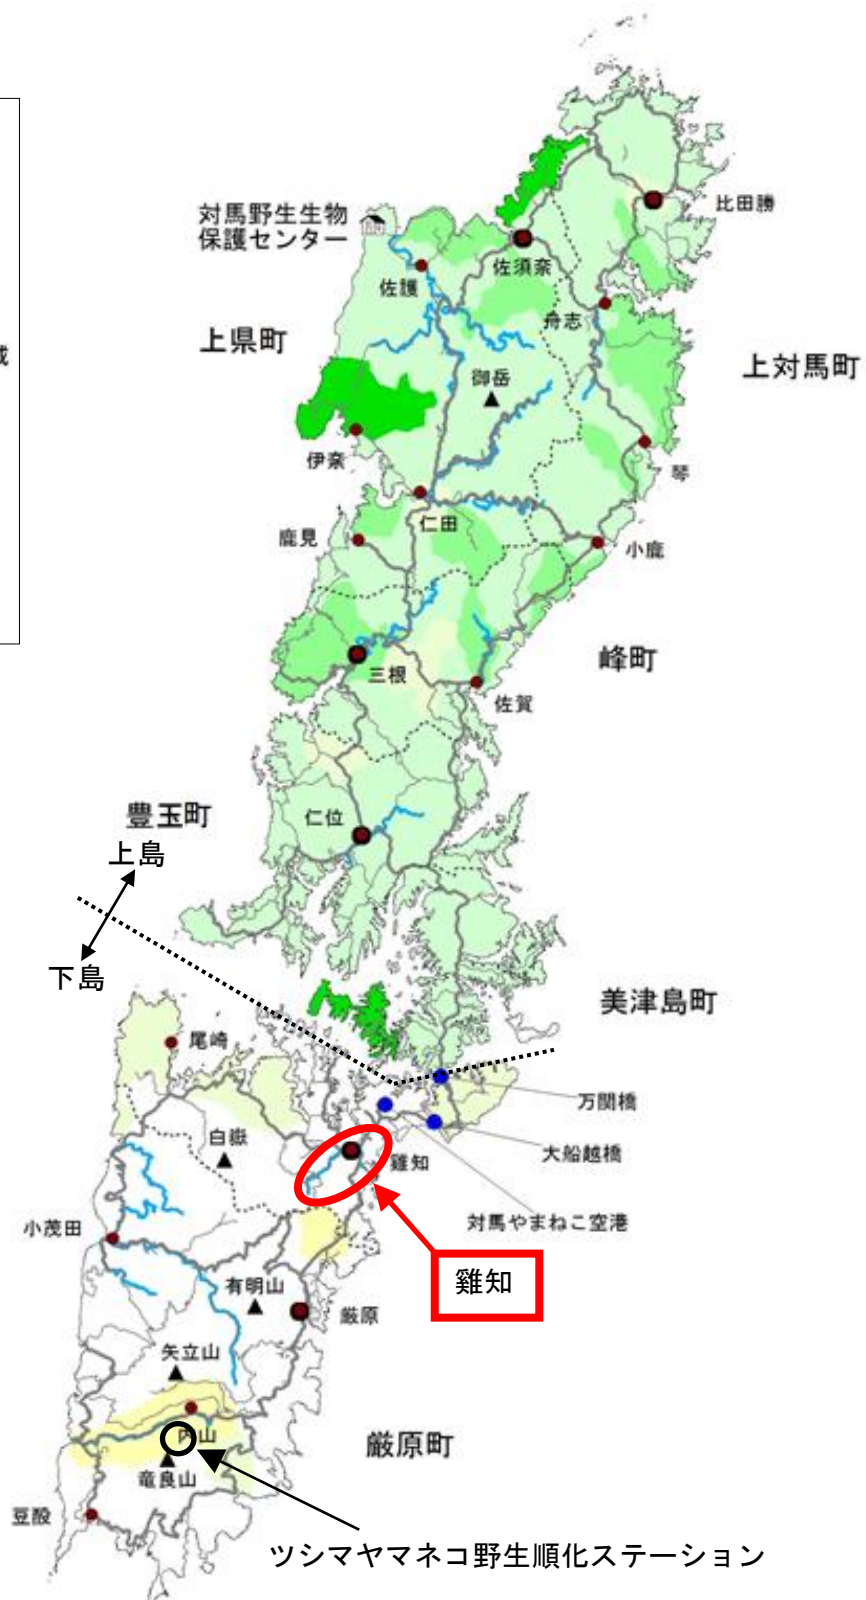 域
対馬野生生物
保護センター
比田勝
佐須奈
佐護
舟志
上県町
上対馬町
御岳
伊奈
琴
仁田
鹿見
小鹿
峰町
三根
佐賀
豊玉町
仁位
上島
下島
美津島町
尾崎
万関橋
白嶽
大船越橋
雞知
小茂田
対馬やまねこ空港
雞知
有明山
厳原
矢立山
内山
厳原町
竜良山
豆酘
ツシマヤマネコ野生順化ステーション